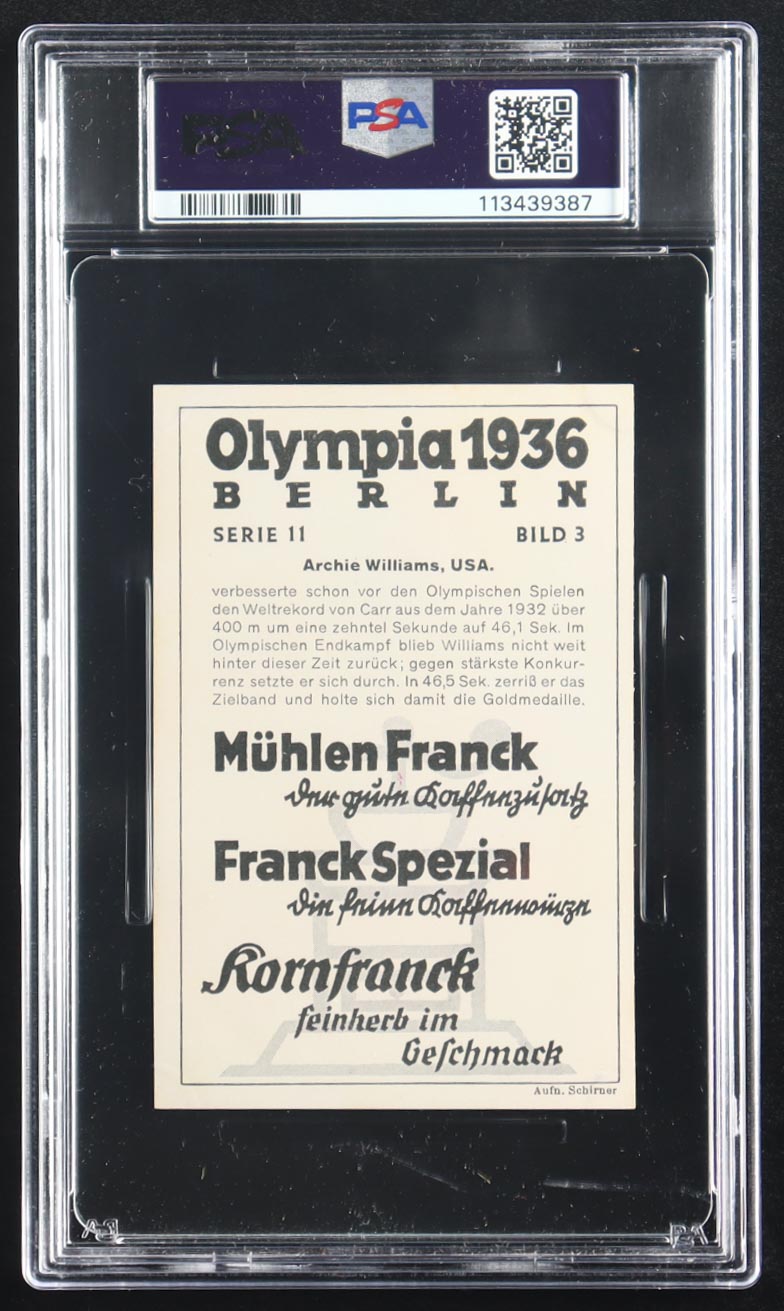 PSA
PSA
113439387
Olympia 1936
BERLIN
SERIE 11 BILD 3
Archie Williams, USA.
verbesserte schon vor den Olympischen Spielen
den Weltrekord von Carr aus dem Jahre 1932 über
400 m um eine zehntel Sekunde auf 46,1 Sek. Im
Olympischen Endkampf blieb Williams nicht weit
hinter dieser Zeit zurück; gegen stärkste Konkur-
renz setzte er sich durch. In 46,5 Sek. zerriß er das
Zielband und holte sich damit die Goldmedaille.
Mühlen Franck
der gute Kaffeezusatz
Franck Spezial
die feine Kaffeewürze
Kornfranck
feinherb im
Geſchmack
Aufn. Schirner